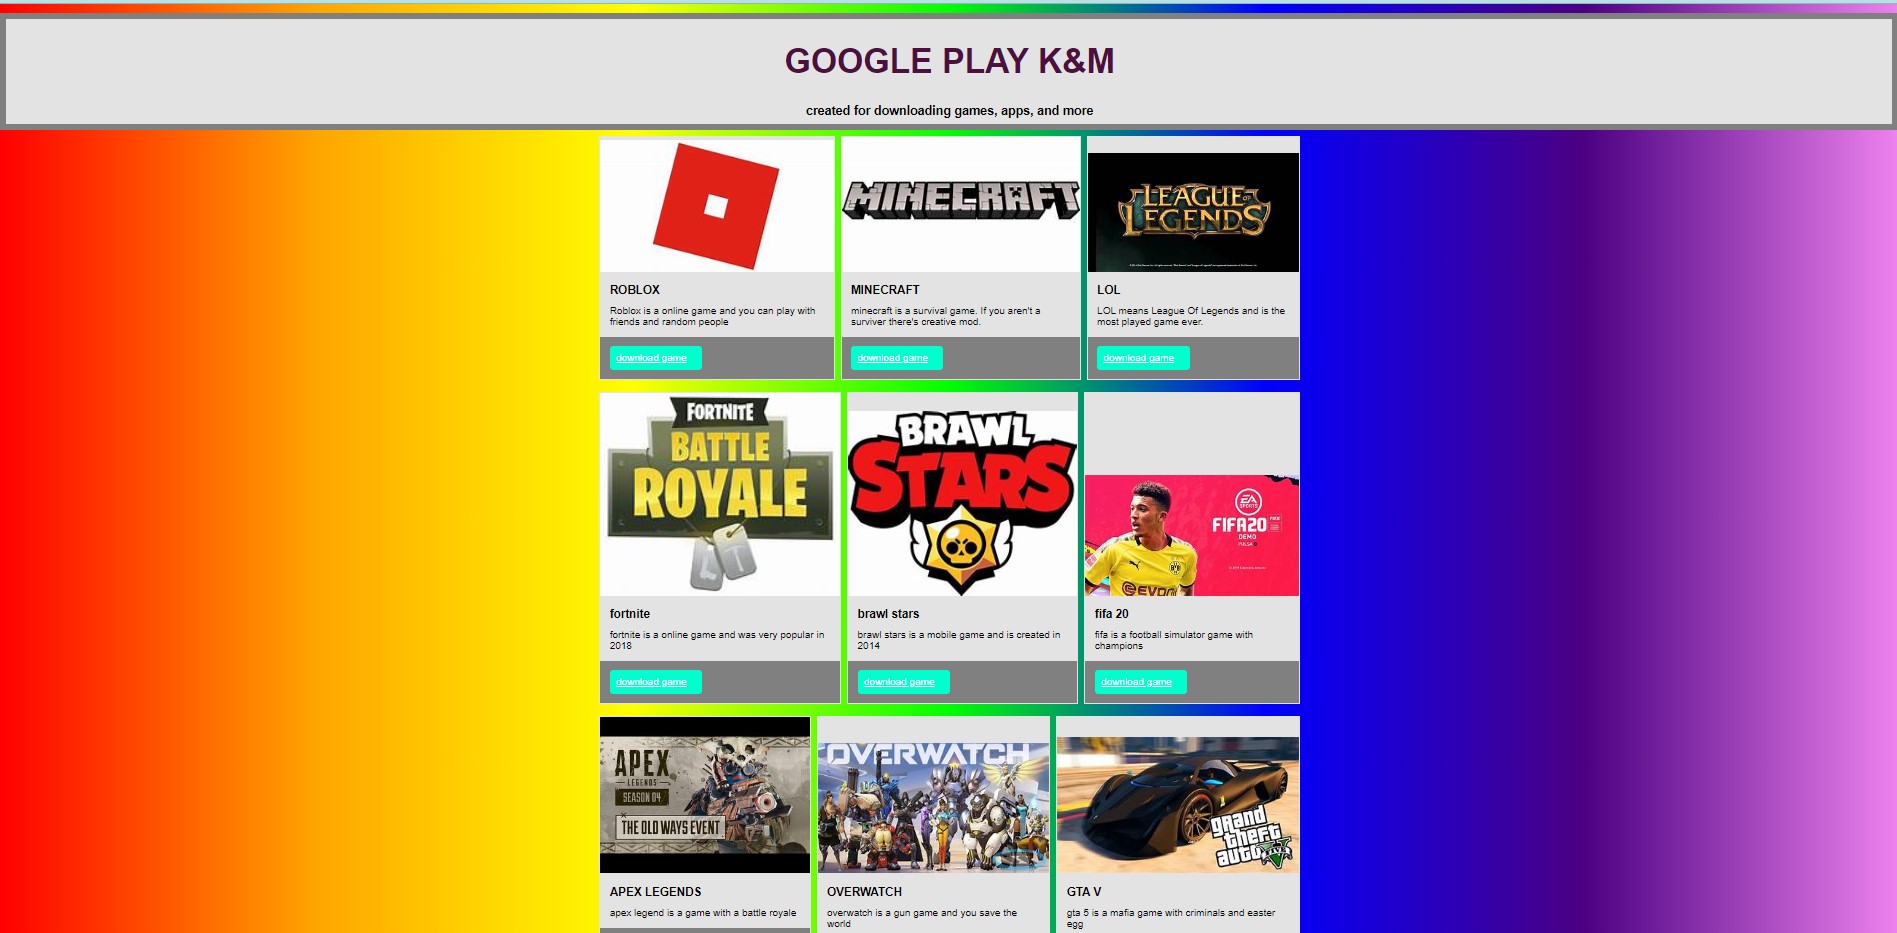 GOOGLE PLAY K&M
created for downloading games, apps, and more
MINECRAFT
LEAGUE OF
LEGENDS
ROBLOX
Roblox is a online game and you can play with
friends and random people
download game
MINECRAFT
minecraft is a survival game. If you aren't a
surviver there's creative mod.
download game
LOL
LOL means League Of Legends and is the
most played game ever.
download game
FORTNITE
BATTLE
ROYALE
BRAWL
STARS
EA
SPORTS
FIFA20
DEMO
fortnite
fortnite is a online game and was very popular in
2018
download game
brawl stars
brawl stars is a mobile game and is created in
2014
download game
fifa 20
fifa is a football simulator game with
champions
download game
APEX
LEGENDS
SEASON 04
THE OLD WAYS EVENT
OVERWATCH
grand
theft
auto
FIVE
APEX LEGENDS
apex legend is a game with a battle royale
OVERWATCH
overwatch is a gun game and you save the
world
GTA V
gta 5 is a mafia game with criminals and easter
egg